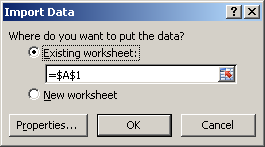 Import Data
Where do you want to put the data?
Existing worksheet:
=$A$1
New worksheet
Properties... OK Cancel